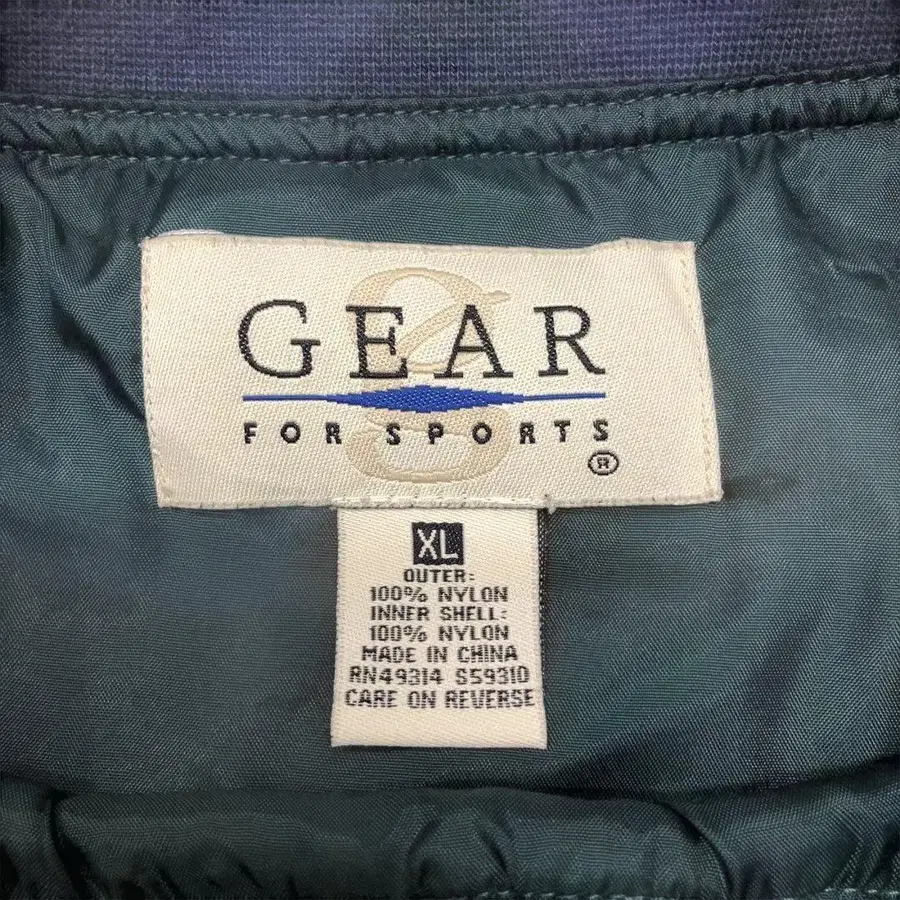 GEAR
FOR SPORTS
®
XL
OUTER:
100% NYLON
INNER SHELL:
100% NYLON
MADE IN CHINA
RN49314 S59310
CARE ON REVERSE